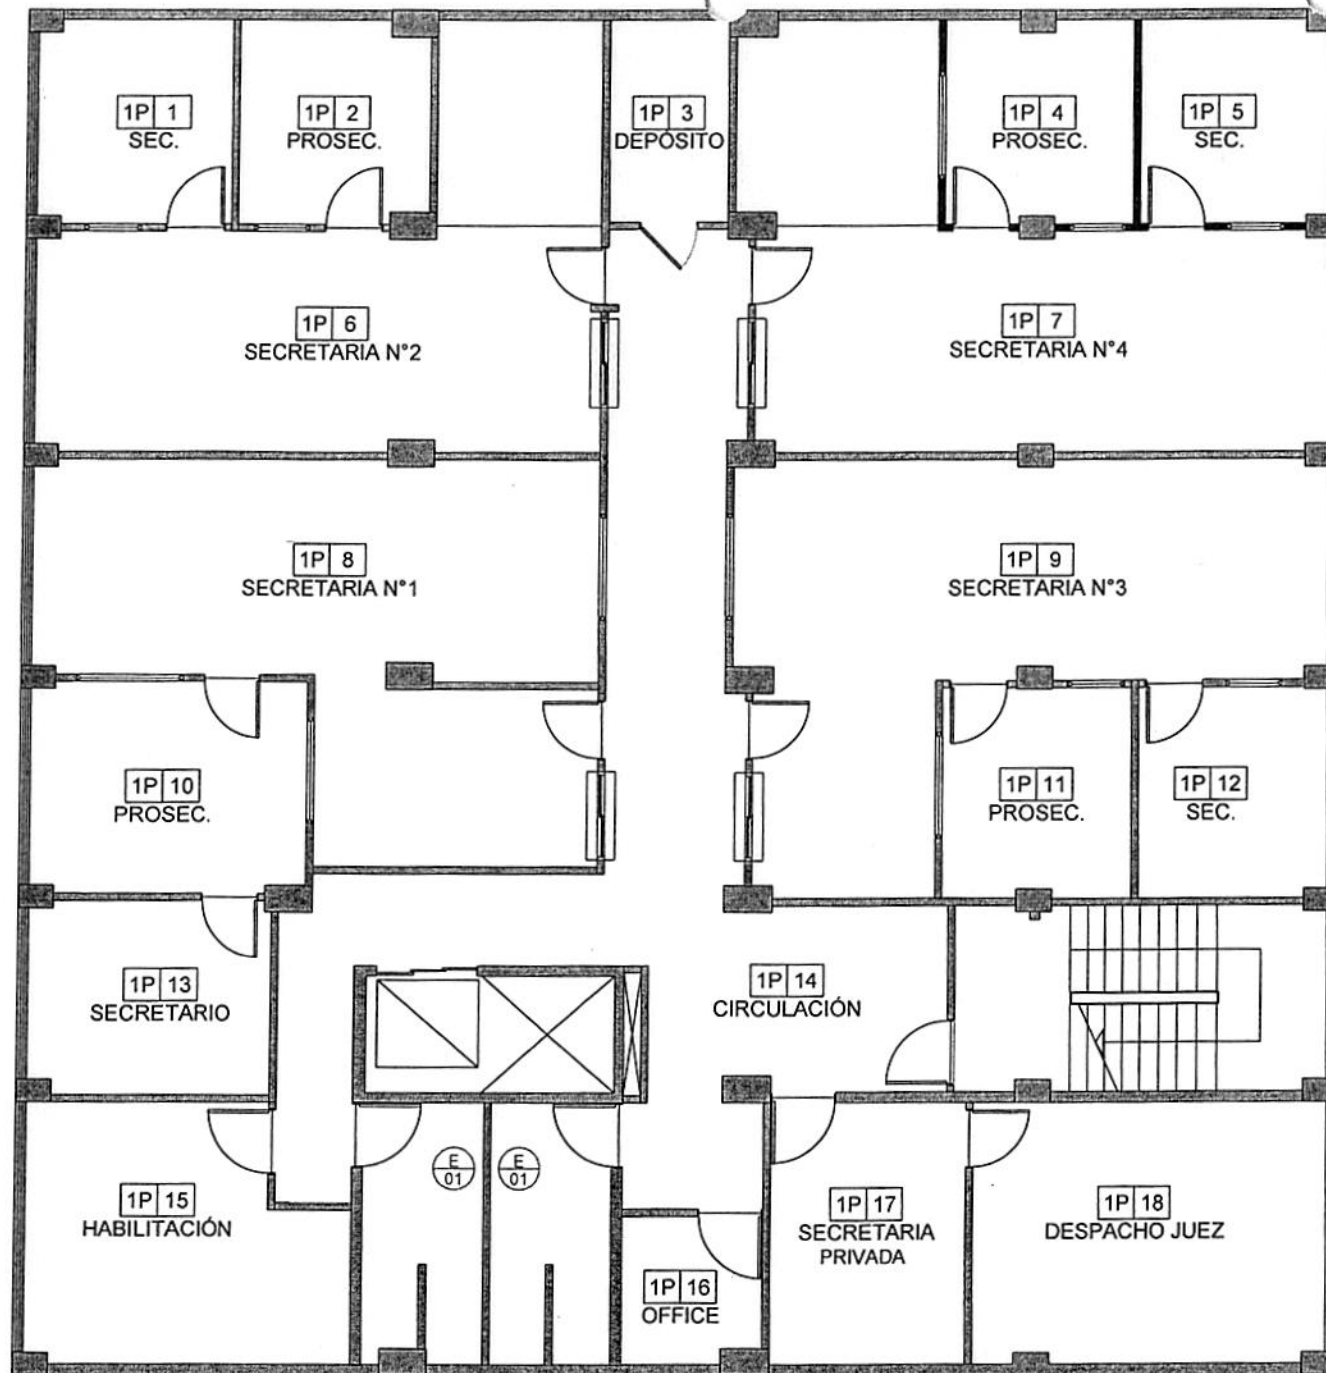 1P 1
SEC.
1P 2
PROSEC.
1P 3
DEPÓSITO
1P 4
PROSEC.
1P 5
SEC.
1P 6
SECRETARIA N°2
1P 7
SECRETARIA N°4
1P 8
SECRETARIA N°1
1P 9
SECRETARIA N°3
1P 10
PROSEC.
1P 11
PROSEC.
1P 12
SEC.
1P 13
SECRETARIO
1P 14
CIRCULACIÓN
E
01
E
01
1P 15
HABILITACIÓN
1P 16
OFFICE
1P 17
SECRETARIA
PRIVADA
1P 18
DESPACHO JUEZ